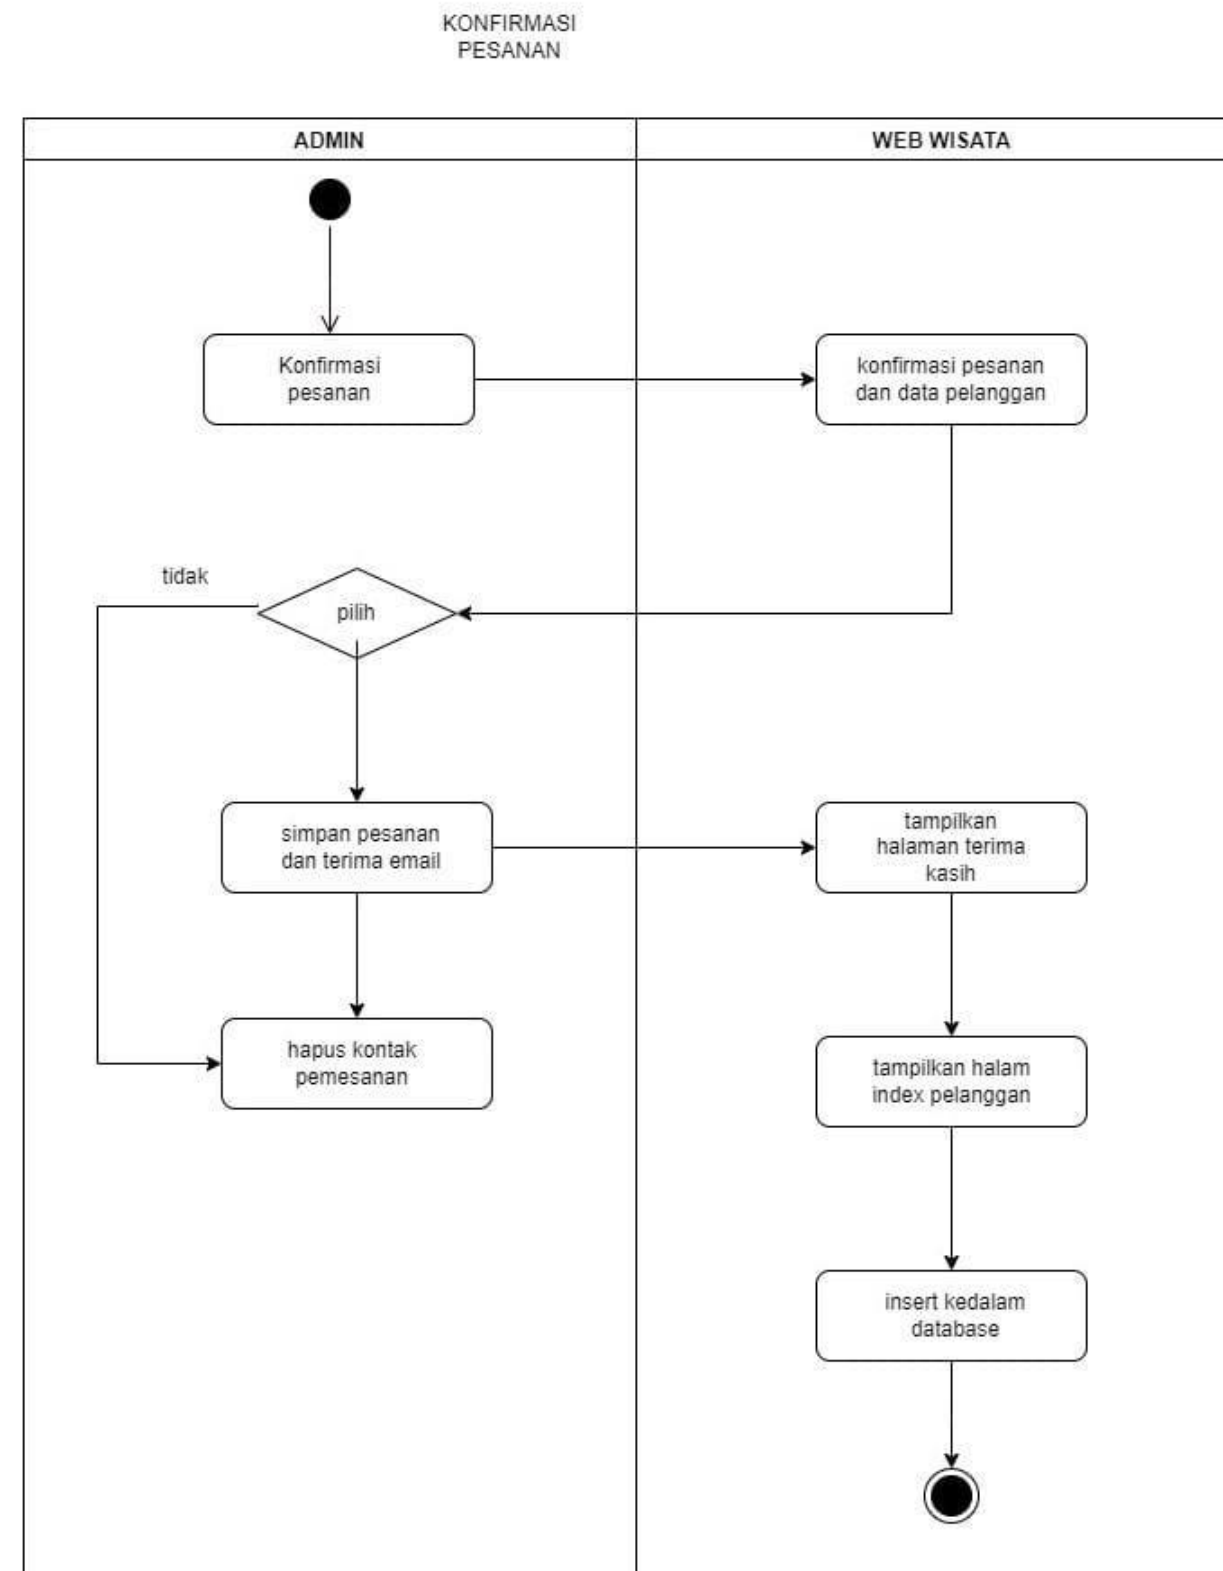 KONFIRMASI
PESANAN
ADMIN
WEB WISATA
Konfirmasi
pesanan
konfirmasi pesanan
dan data pelanggan
tidak
pilih
simpan pesanan
dan terima email
tampilkan
halaman terima
kasih
hapus kontak
pemesanan
tampilkan halam
index pelanggan
insert kedalam
database